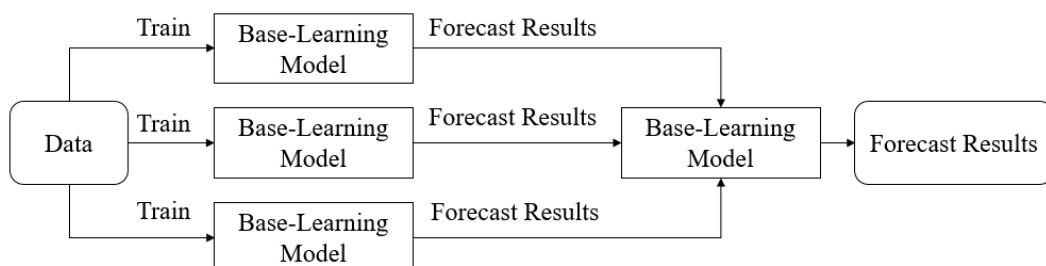 Train
Base-Learning
Model
Forecast Results
Data
Train
Base-Learning
Model
Forecast Results
Base-Learning
Model
Forecast Results
Train
Base-Learning
Model
Forecast Results